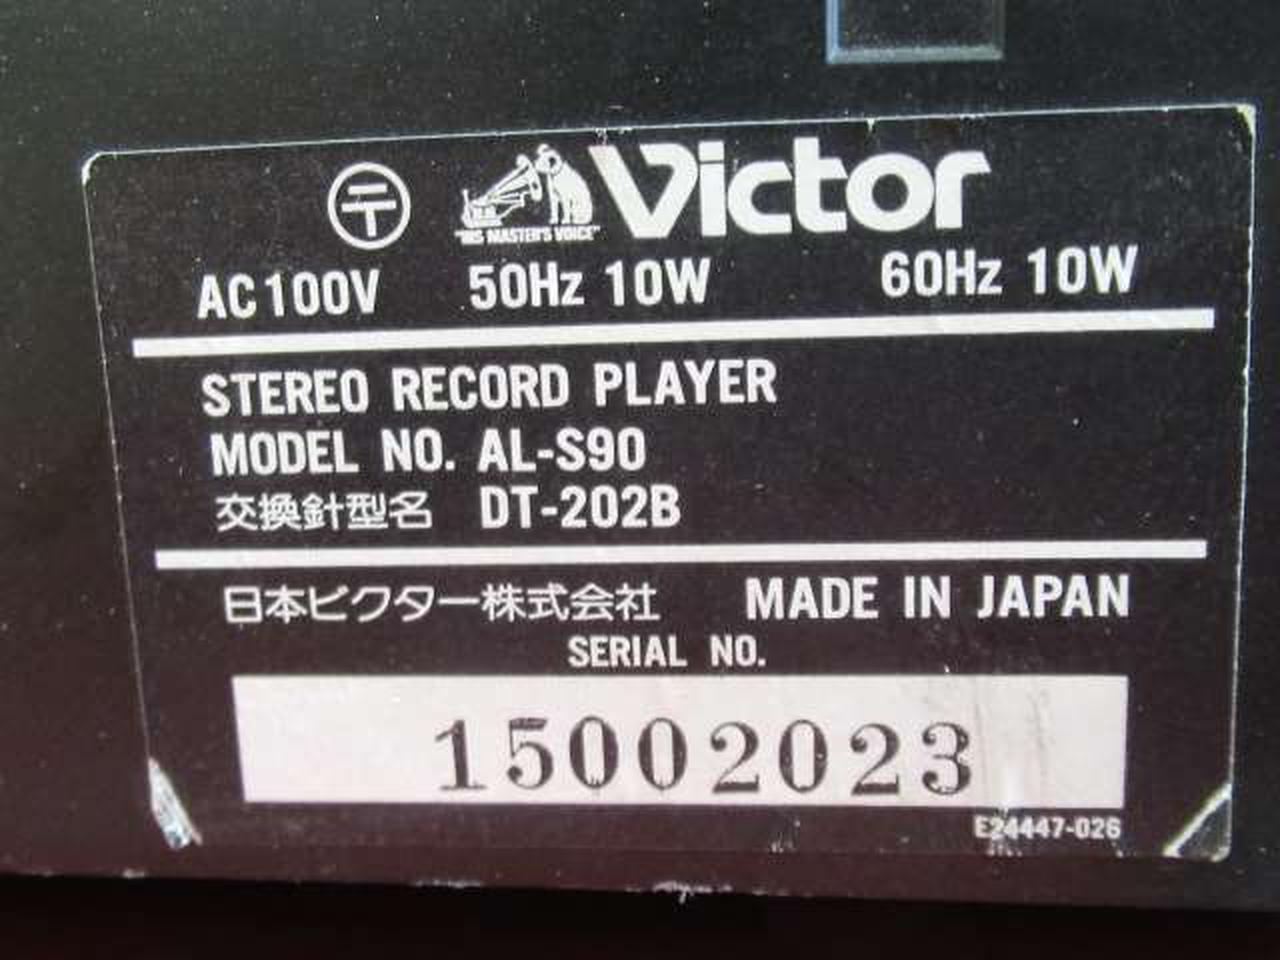 〶 "HIS MASTER'S VOICE" Victor
AC 100V 50Hz 10W 60Hz 10W
STEREO RECORD PLAYER
MODEL NO. AL-S90
交換針型名 DT-202B
日本ビクター株式会社 MADE IN JAPAN
SERIAL NO.
15002023
E24447-026